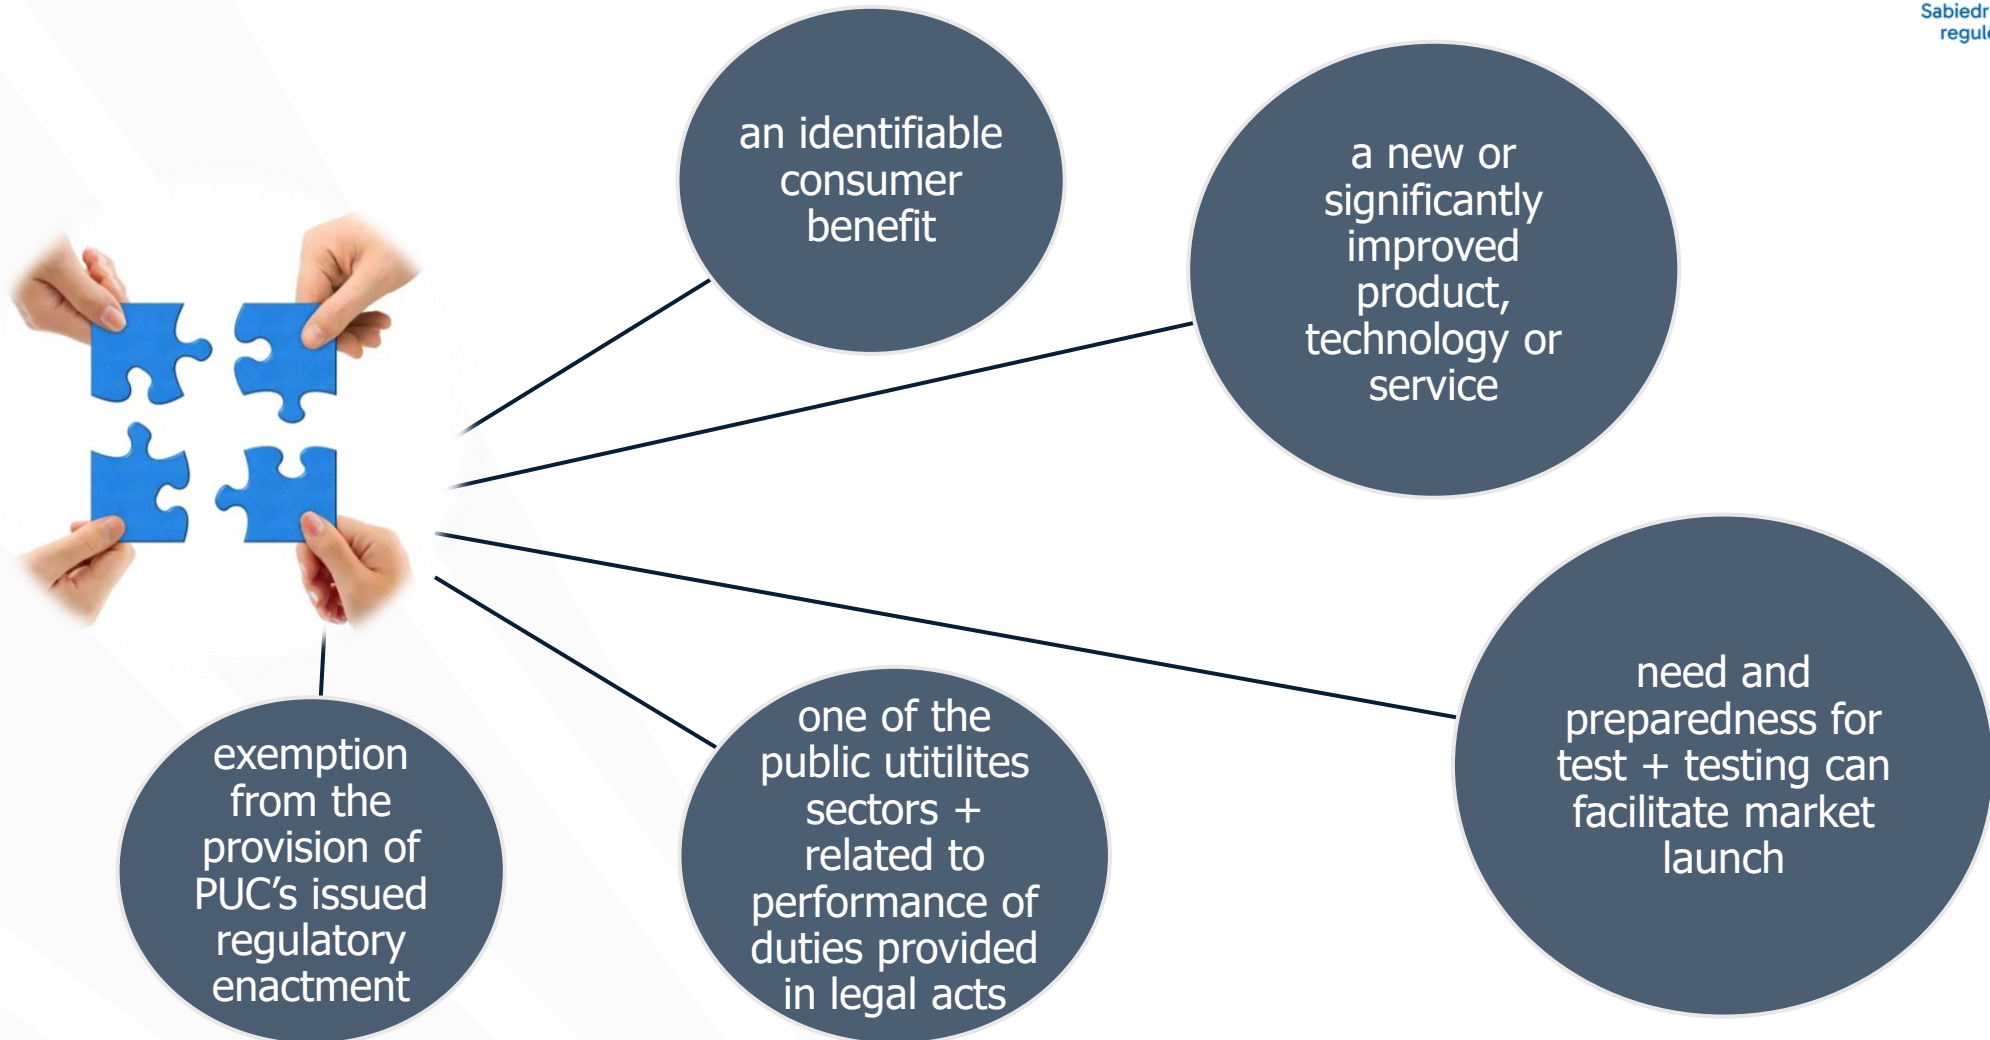 Sabiedr
regul
an identifiable
consumer
benefit
a new or
significantly
improved
product,
technology or
service
need and
preparedness for
test + testing can
facilitate market
launch
one of the
public utitilites
sectors +
related to
performance of
duties provided
in legal acts
exemption
from the
provision of
PUC’s issued
regulatory
enactment